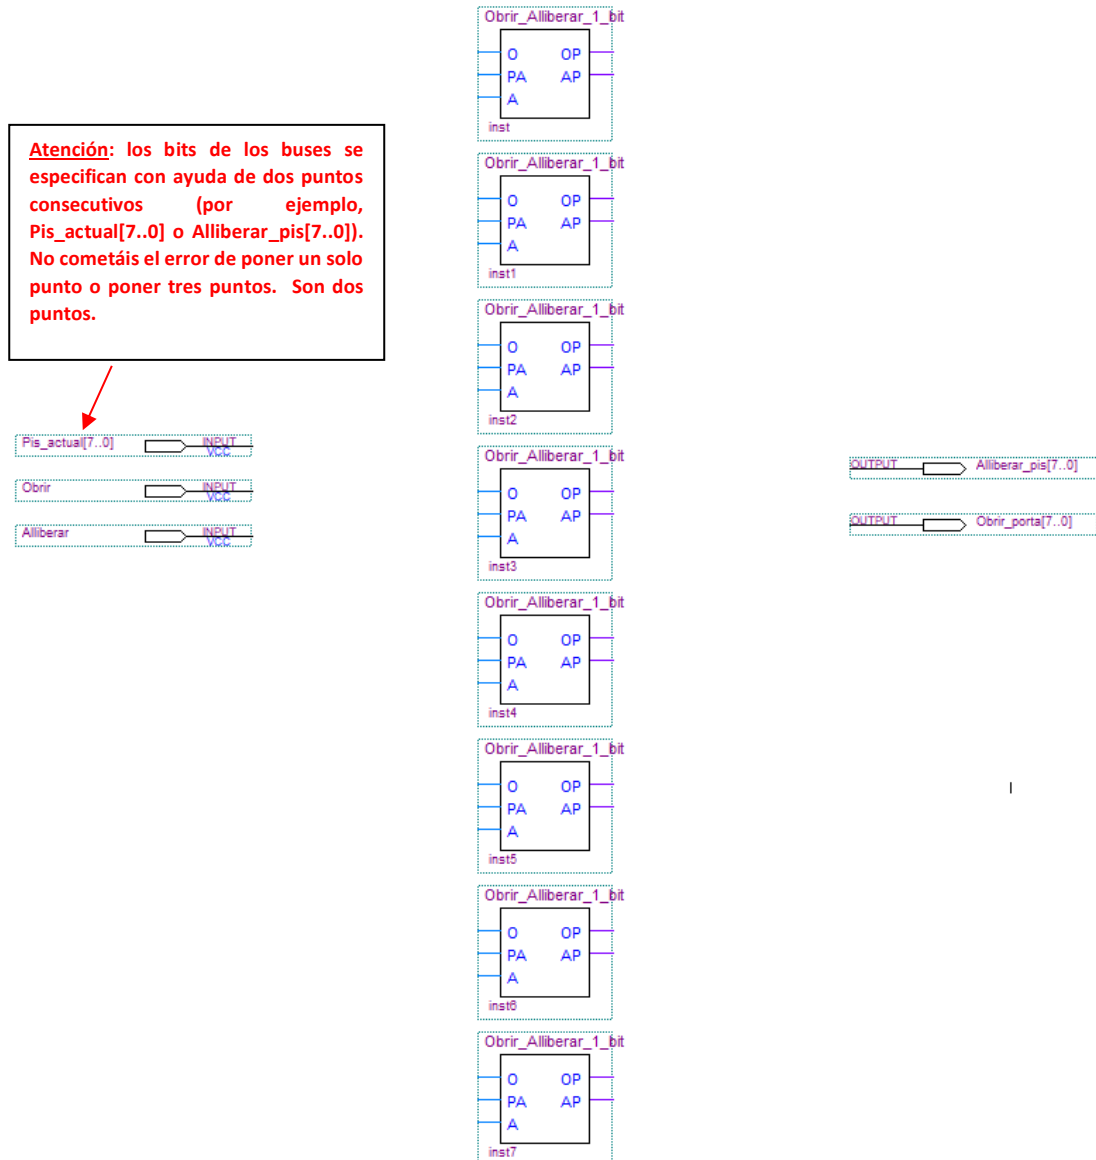 Obrir_Alliberar_1_bit
O OP
PA AP
A
inst
Atención: los bits de los buses se
especifican con ayuda de dos puntos
consecutivos (por ejemplo,
Pis_actual[7..0] o Alliberar_pis[7..0]).
No cometáis el error de poner un solo
punto o poner tres puntos. Son dos
puntos.
Obrir_Alliberar_1_bit
O OP
PA AP
A
inst1
Obrir_Alliberar_1_bit
O OP
PA AP
A
inst2
Pis_actual[7..0] INPUT
VCC
Obrir INPUT
VCC
Alliberar INPUT
VCC
Obrir_Alliberar_1_bit
O OP
PA AP
A
inst3
OUTPUT Alliberar_pis[7..0]
OUTPUT Obrir_porta[7..0]
Obrir_Alliberar_1_bit
O OP
PA AP
A
inst4
Obrir_Alliberar_1_bit
O OP
PA AP
A
inst5
Obrir_Alliberar_1_bit
O OP
PA AP
A
inst6
Obrir_Alliberar_1_bit
O OP
PA AP
A
inst7